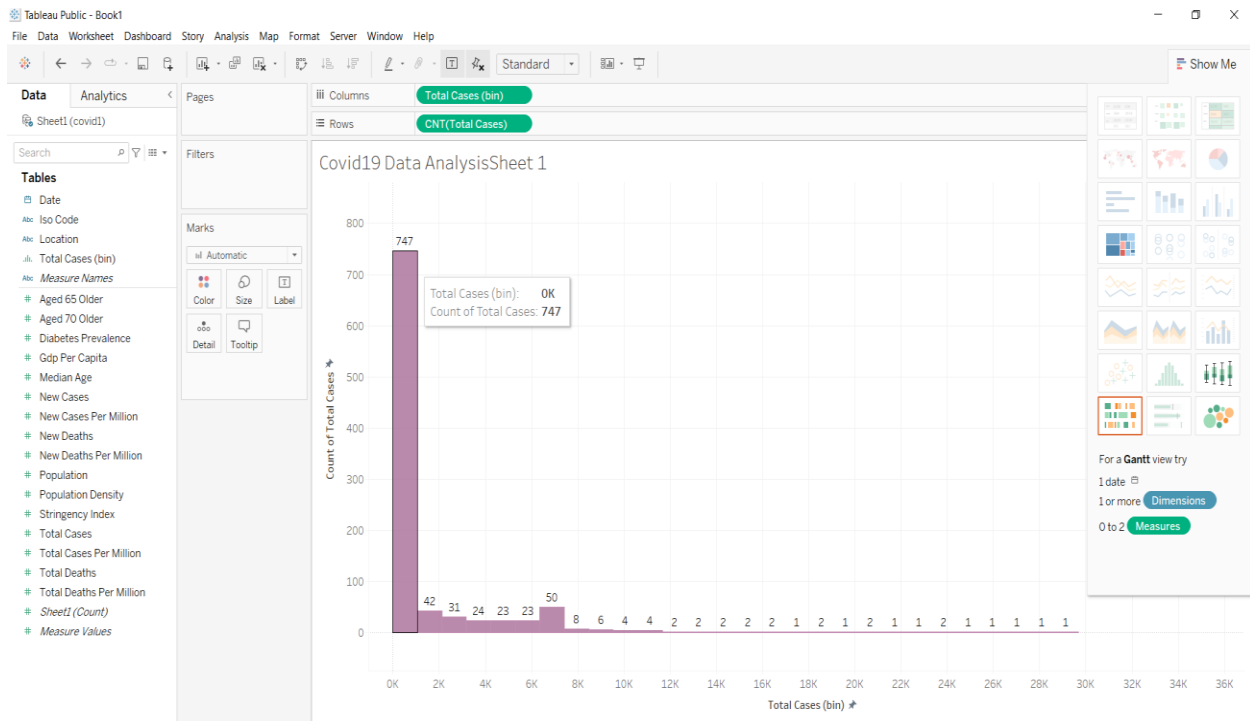 Tableau Public - Book1
File Data Worksheet Dashboard Story Analysis Map Format Server Window Help
Standard
Show Me
Data Analytics
Sheet1 (covid1)
Search
Tables
Date
Abc Iso Code
Abc Location
Total Cases (bin)
Abc Measure Names
# Aged 65 Older
# Aged 70 Older
# Diabetes Prevalence
# Gdp Per Capita
# Median Age
# New Cases
# New Cases Per Million
# New Deaths
# New Deaths Per Million
# Population
# Population Density
# Stringency Index
# Total Cases
# Total Cases Per Million
# Total Deaths
# Total Deaths Per Million
# Sheet1 (Count)
# Measure Values
Pages
Filters
Marks
Automatic
Color Size Label
Detail Tooltip
Columns Total Cases (bin)
Rows CNT(Total Cases)
Covid19 Data AnalysisSheet 1
Count of Total Cases
800
700
600
500
400
300
200
100
0
747
Total Cases (bin): 0K
Count of Total Cases: 747
42 31 24 23 23 50 8 6 4 4 2 2 2 2 2 1 2 1 2 1 1 2 1 1 1 1 1
0K 2K 4K 6K 8K 10K 12K 14K 16K 18K 20K 22K 24K 26K 28K 30K 32K 34K 36K
Total Cases (bin)
For a Gantt view try
1 date
1 or more Dimensions
0 to 2 Measures